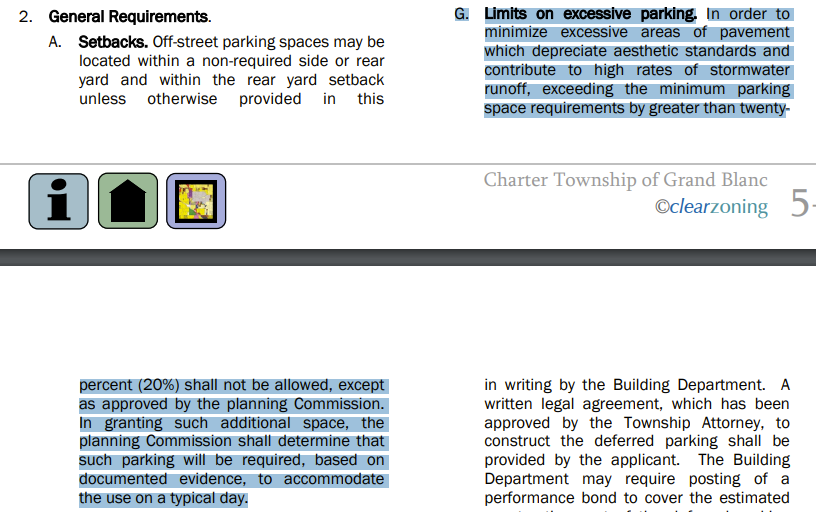 2. General Requirements.
A. Setbacks. Off-street parking spaces may be
located within a non-required side or rear
yard and within the rear yard setback
unless otherwise provided in this
G. Limits on excessive parking. In order to
minimize excessive areas of pavement
which depreciate aesthetic standards and
contribute to high rates of stormwater
runoff, exceeding the minimum parking
space requirements by greater than twenty-
i
Charter Township of Grand Blanc
©clearzoning
5-
percent (20%) shall not be allowed, except
as approved by the planning Commission.
In granting such additional space, the
planning Commission shall determine that
such parking will be required, based on
documented evidence, to accommodate
the use on a typical day.
in writing by the Building Department. A
written legal agreement, which has been
approved by the Township Attorney, to
construct the deferred parking shall be
provided by the applicant. The Building
Department may require posting of a
performance bond to cover the estimated